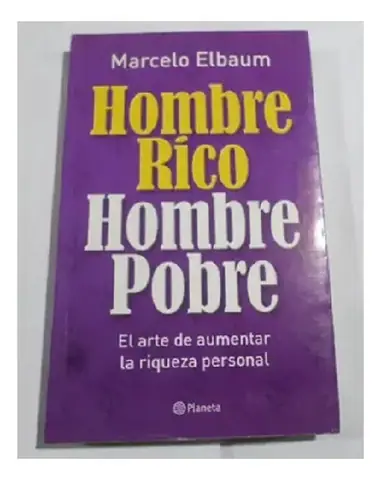 Marcelo Elbaum
Hombre
Rico
Hombre
Pobre
El arte de aumentar
la riqueza personal
Planeta